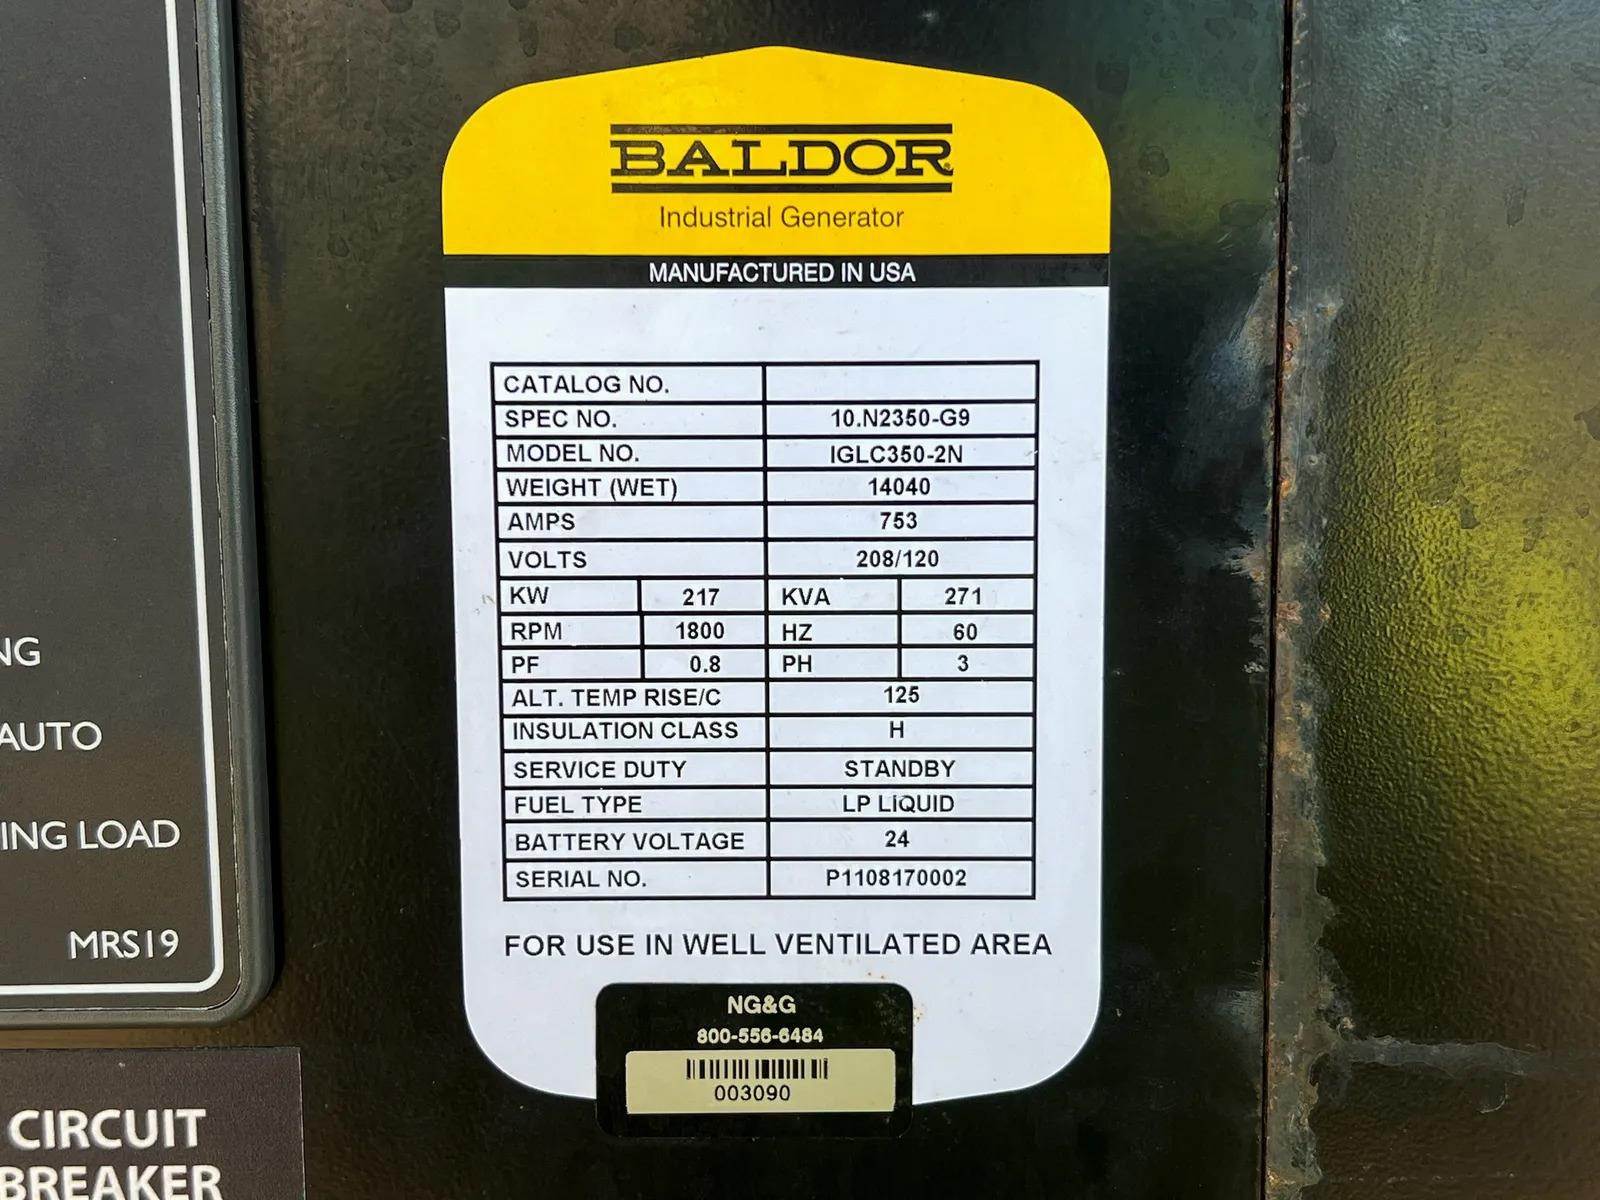 BALDOR
Industrial Generator
MANUFACTURED IN USA
CATALOG NO.
SPEC NO. 10.N2350-G9
MODEL NO. IGLC350-2N
WEIGHT (WET) 14040
AMPS 753
VOLTS 208/120
KW 217 KVA 271
RPM 1800 HZ 60
PF 0.8 PH 3
ALT. TEMP RISE/C 125
INSULATION CLASS H
SERVICE DUTY STANDBY
FUEL TYPE LP LIQUID
BATTERY VOLTAGE 24
SERIAL NO. P1108170002
FOR USE IN WELL VENTILATED AREA
NG&G
800-556-6484
003090
NG
AUTO
ING LOAD
MRS19
CIRCUIT
BREAKER